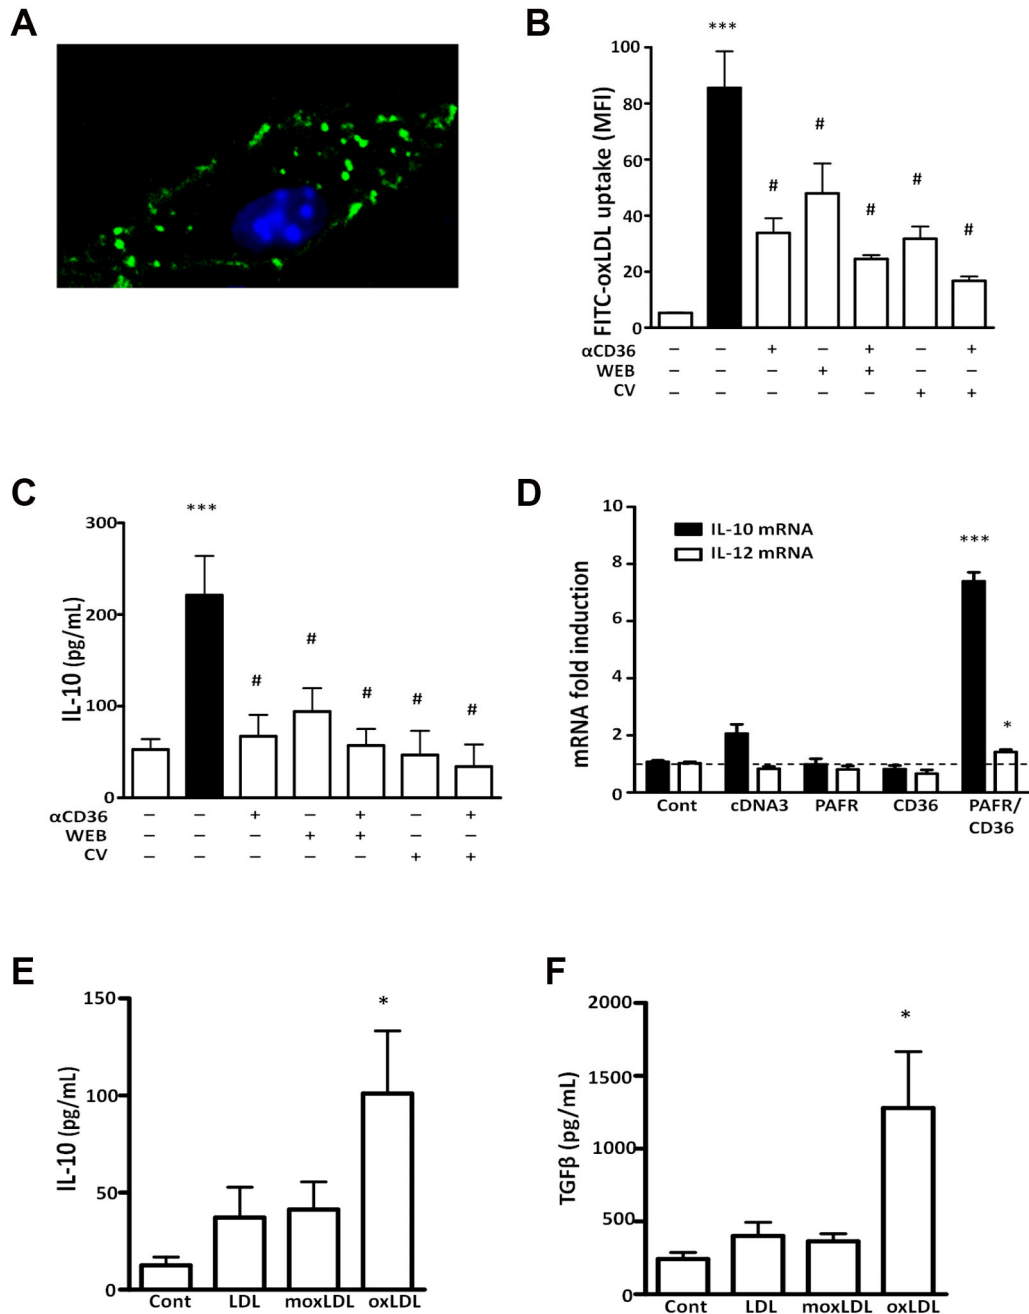 A
B
***
100
80
60
40
20
0
FITC-oxLDL uptake (MFI)
#
#
#
#
#
αCD36 – – + – + – +
WEB – – – + + – –
CV – – – – – + +
C
***
300
200
100
0
IL-10 (pg/mL)
#
#
#
#
#
αCD36 – – + – + – +
WEB – – – + + – –
CV – – – – – + +
D
10
8
6
4
2
0
mRNA fold induction
IL-10 mRNA
IL-12 mRNA
***
*
Cont cDNA3 PAFR CD36 PAFR/
CD36
E
150
100
50
0
IL-10 (pg/mL)
*
Cont LDL moxLDL oxLDL
F
2000
1500
1000
500
0
TGFβ (pg/mL)
*
Cont LDL moxLDL oxLDL